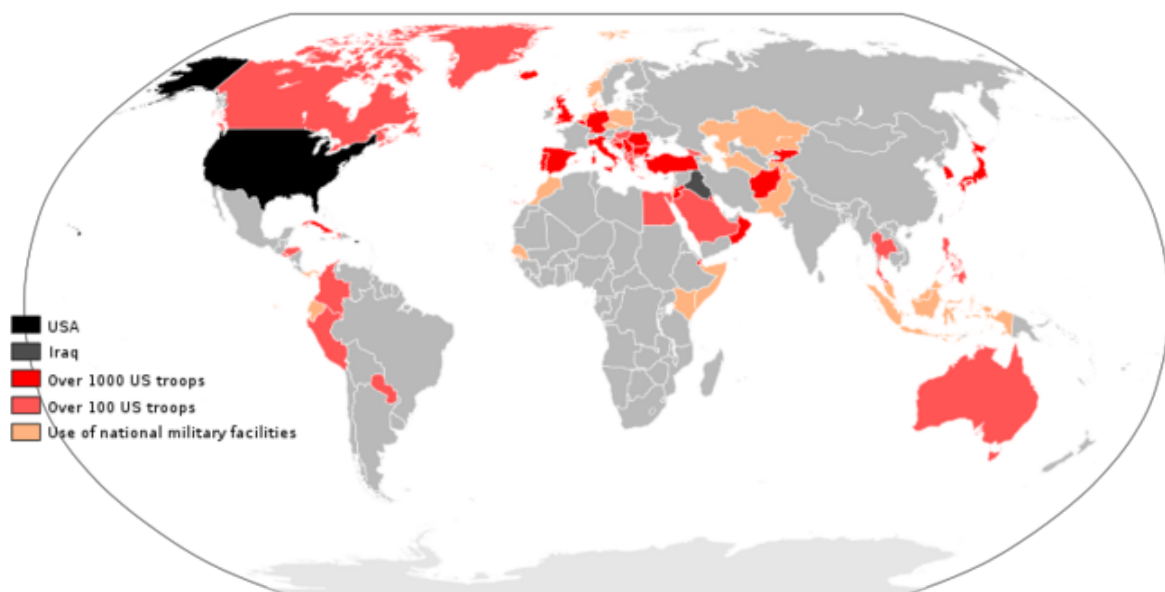 USA
Iraq
Over 1000 US troops
Over 100 US troops
Use of national military facilities